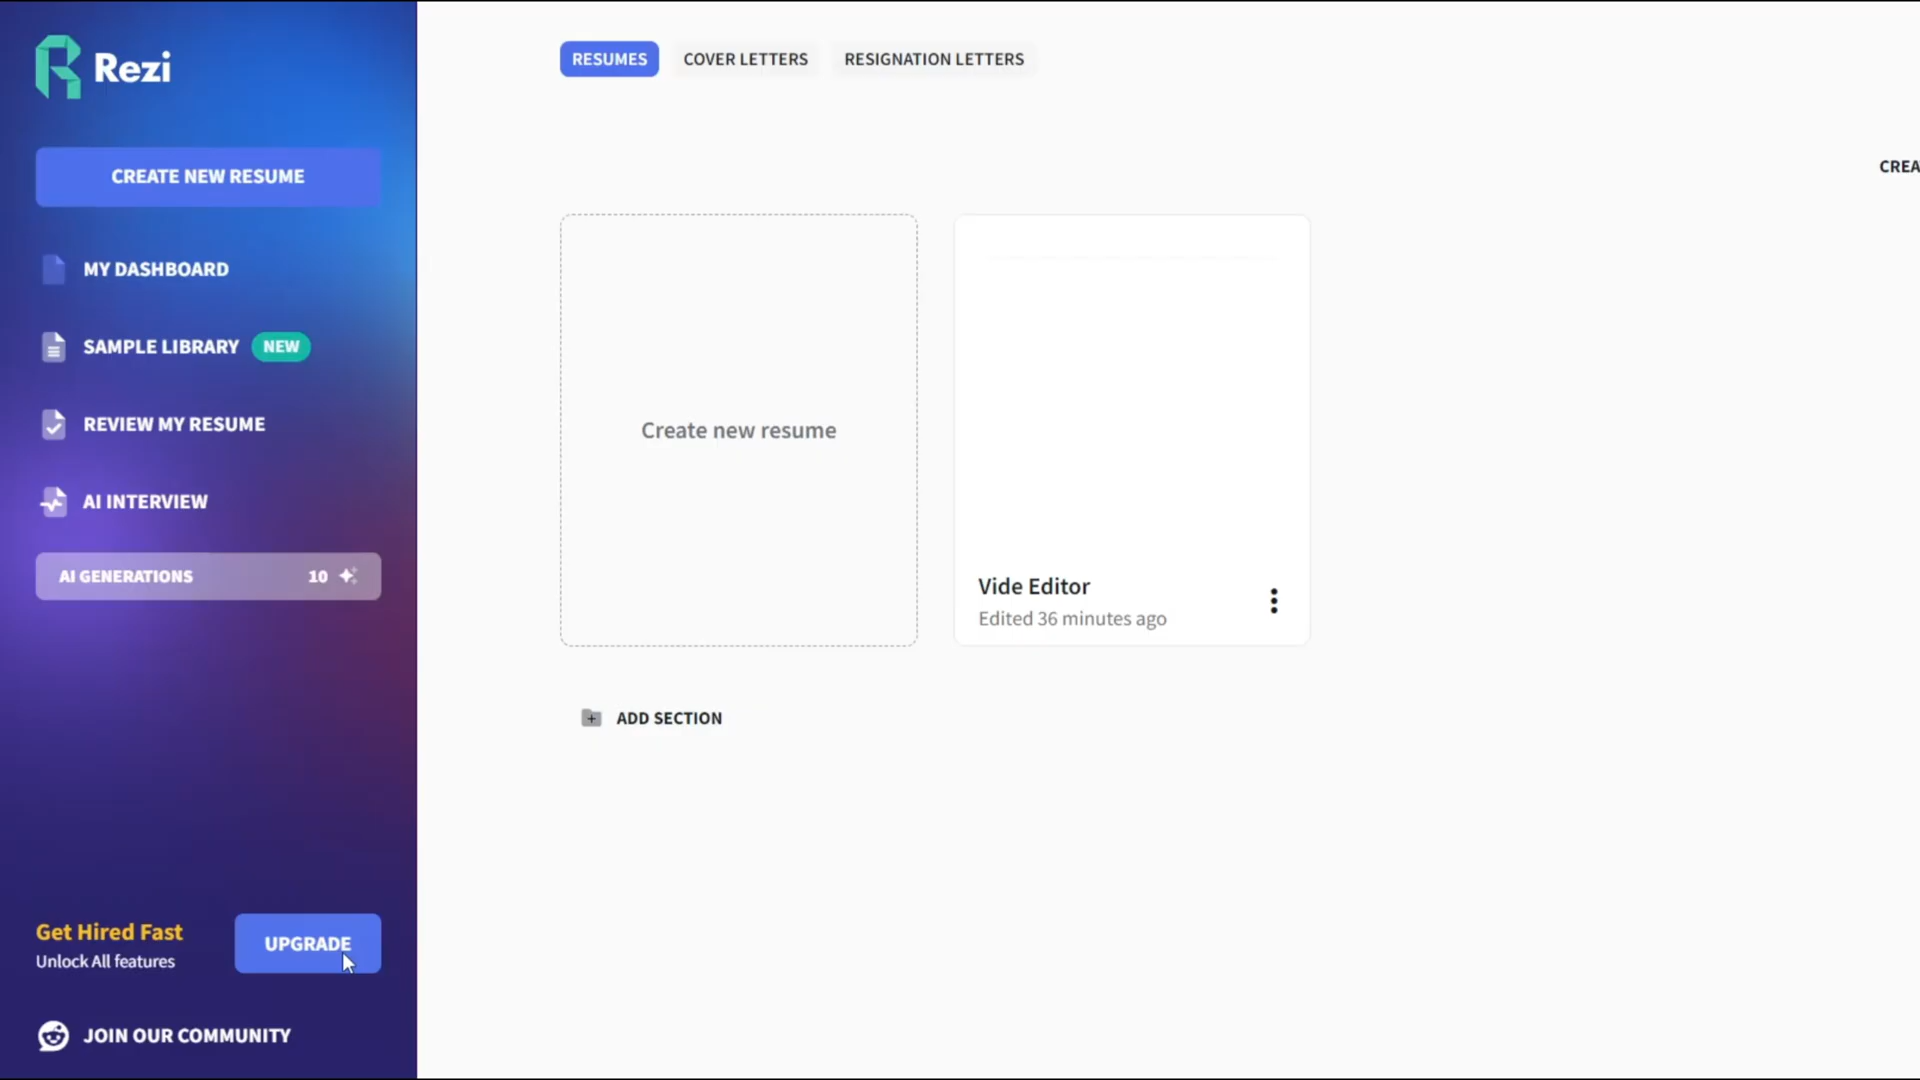 Rezi
CREATE NEW RESUME
MY DASHBOARD
SAMPLE LIBRARY NEW
REVIEW MY RESUME
AI INTERVIEW
AI GENERATIONS 10
Get Hired Fast
Unlock All features
UPGRADE
JOIN OUR COMMUNITY
RESUMES COVER LETTERS RESIGNATION LETTERS
CREA
Create new resume
Vide Editor
Edited 36 minutes ago
ADD SECTION